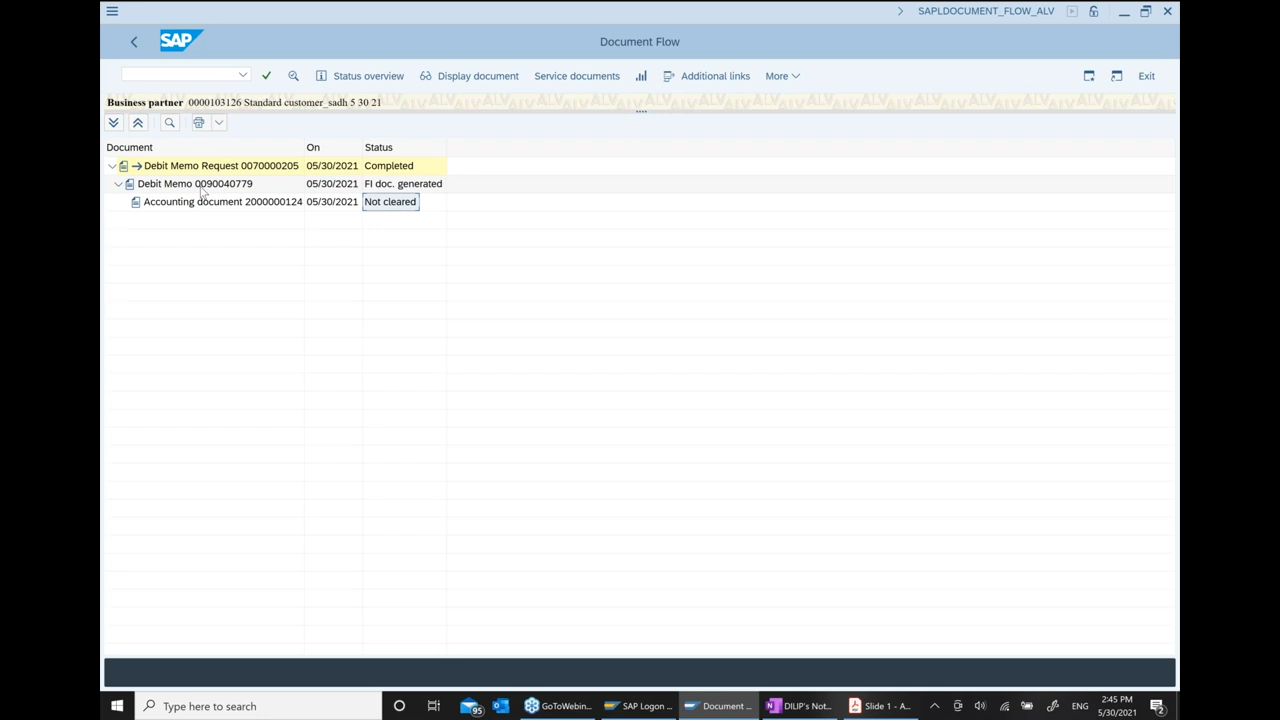 SAPLDOCUMENT_FLOW_ALV
SAP
Document Flow
Status overview Display document Service documents Additional links More Exit
Business partner 0000103126 Standard customer_sadh 5 30 21
Document On Status
Debit Memo Request 0070000205 05/30/2021 Completed
Debit Memo 0090040779 05/30/2021 FI doc. generated
Accounting document 2000000124 05/30/2021 Not cleared
Type here to search 95 GoToWebin... SAP Logon ... Document ... DILIP's Not... Slide 1 - A... ENG 2:45 PM
5/30/2021 2